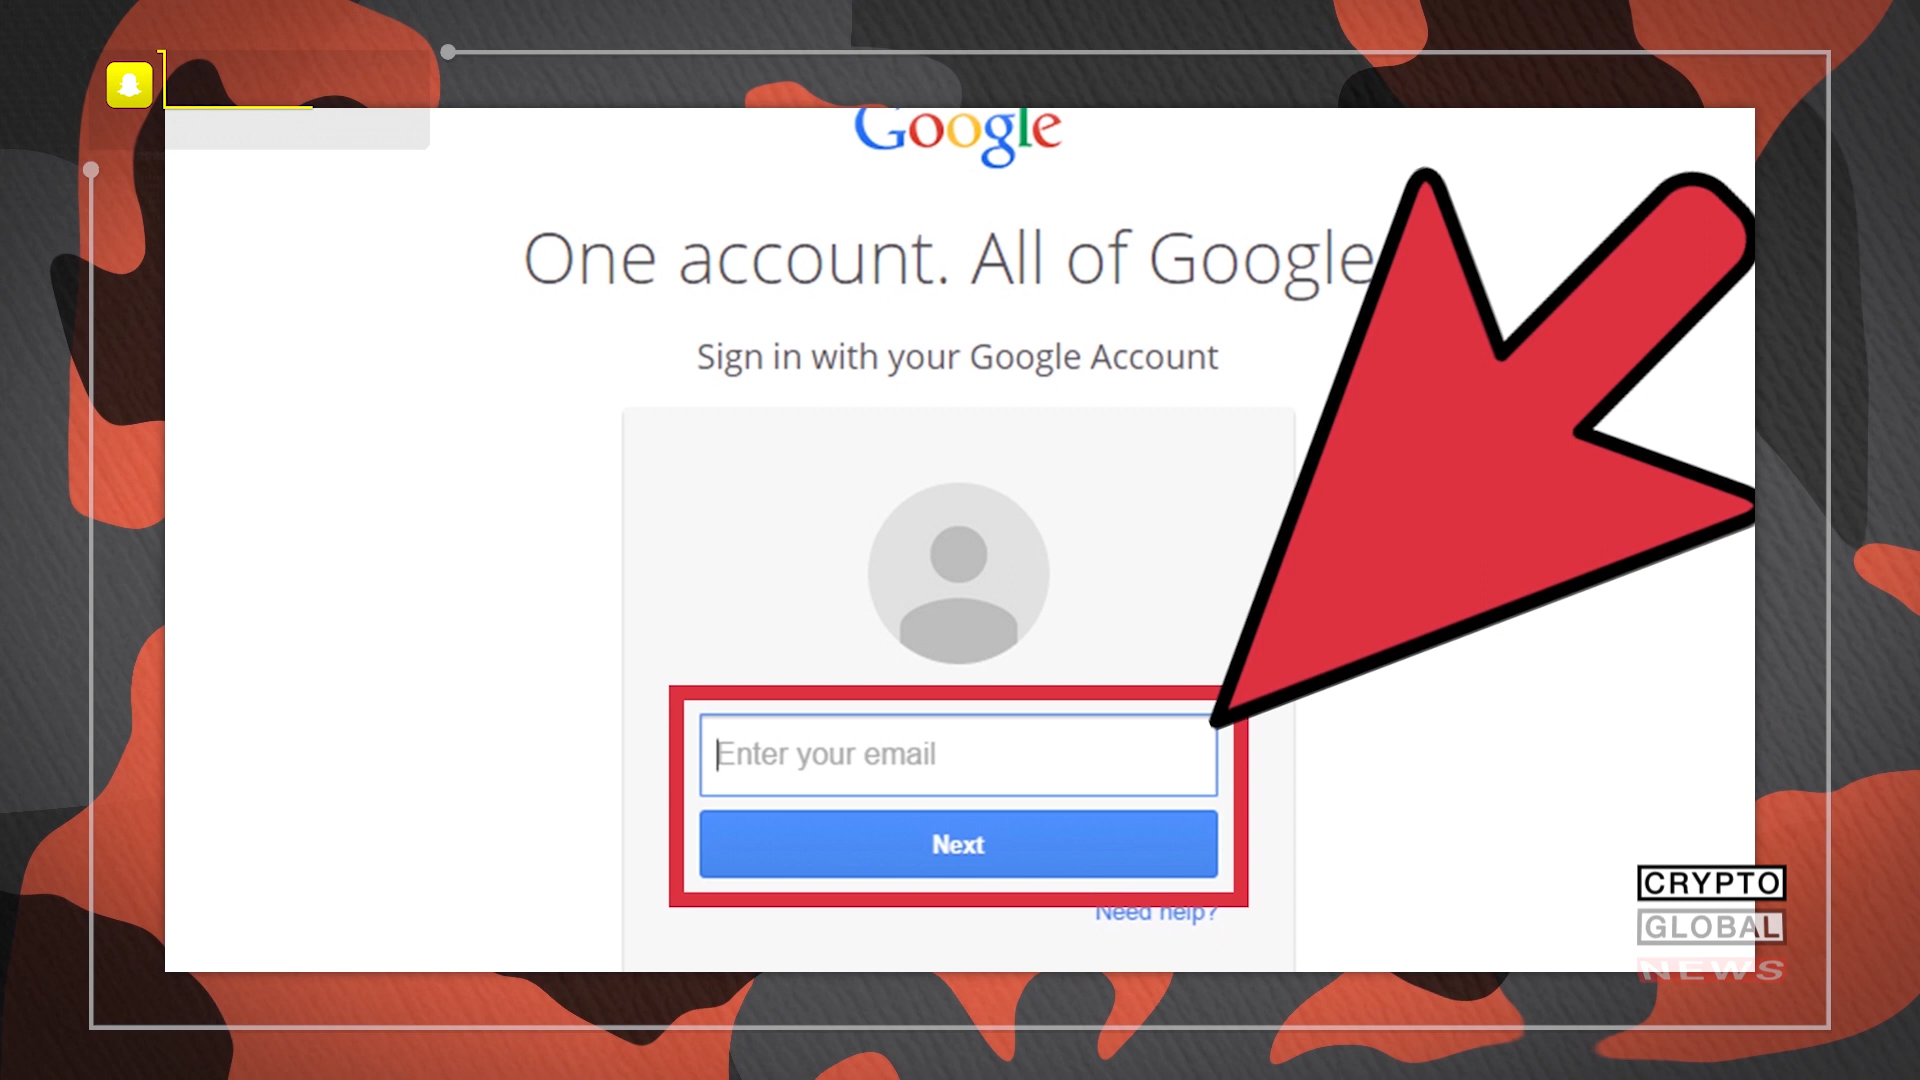 Google
One account. All of Google
Sign in with your Google Account
Enter your email
Next
Need help?
CRYPTO
GLOBAL
NEWS